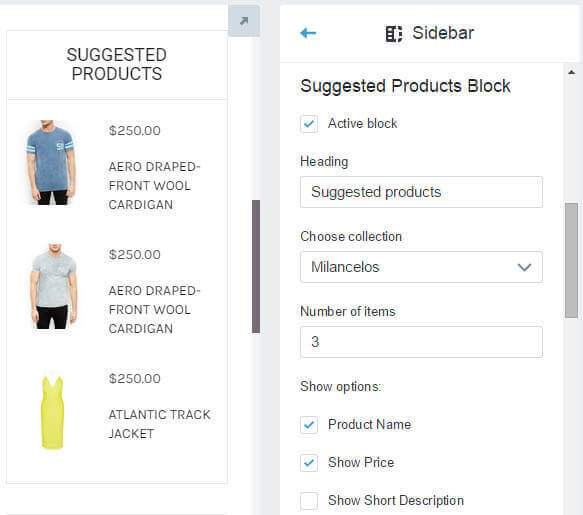 SUGGESTED
PRODUCTS
$250.00
AERO DRAPED-
FRONT WOOL
CARDIGAN
$250.00
AERO DRAPED-
FRONT WOOL
CARDIGAN
$250.00
ATLANTIC TRACK
JACKET
Sidebar
Suggested Products Block
Active block
Heading
Suggested products
Choose collection
Milancelos
Number of items
3
Show options:
Product Name
Show Price
Show Short Description